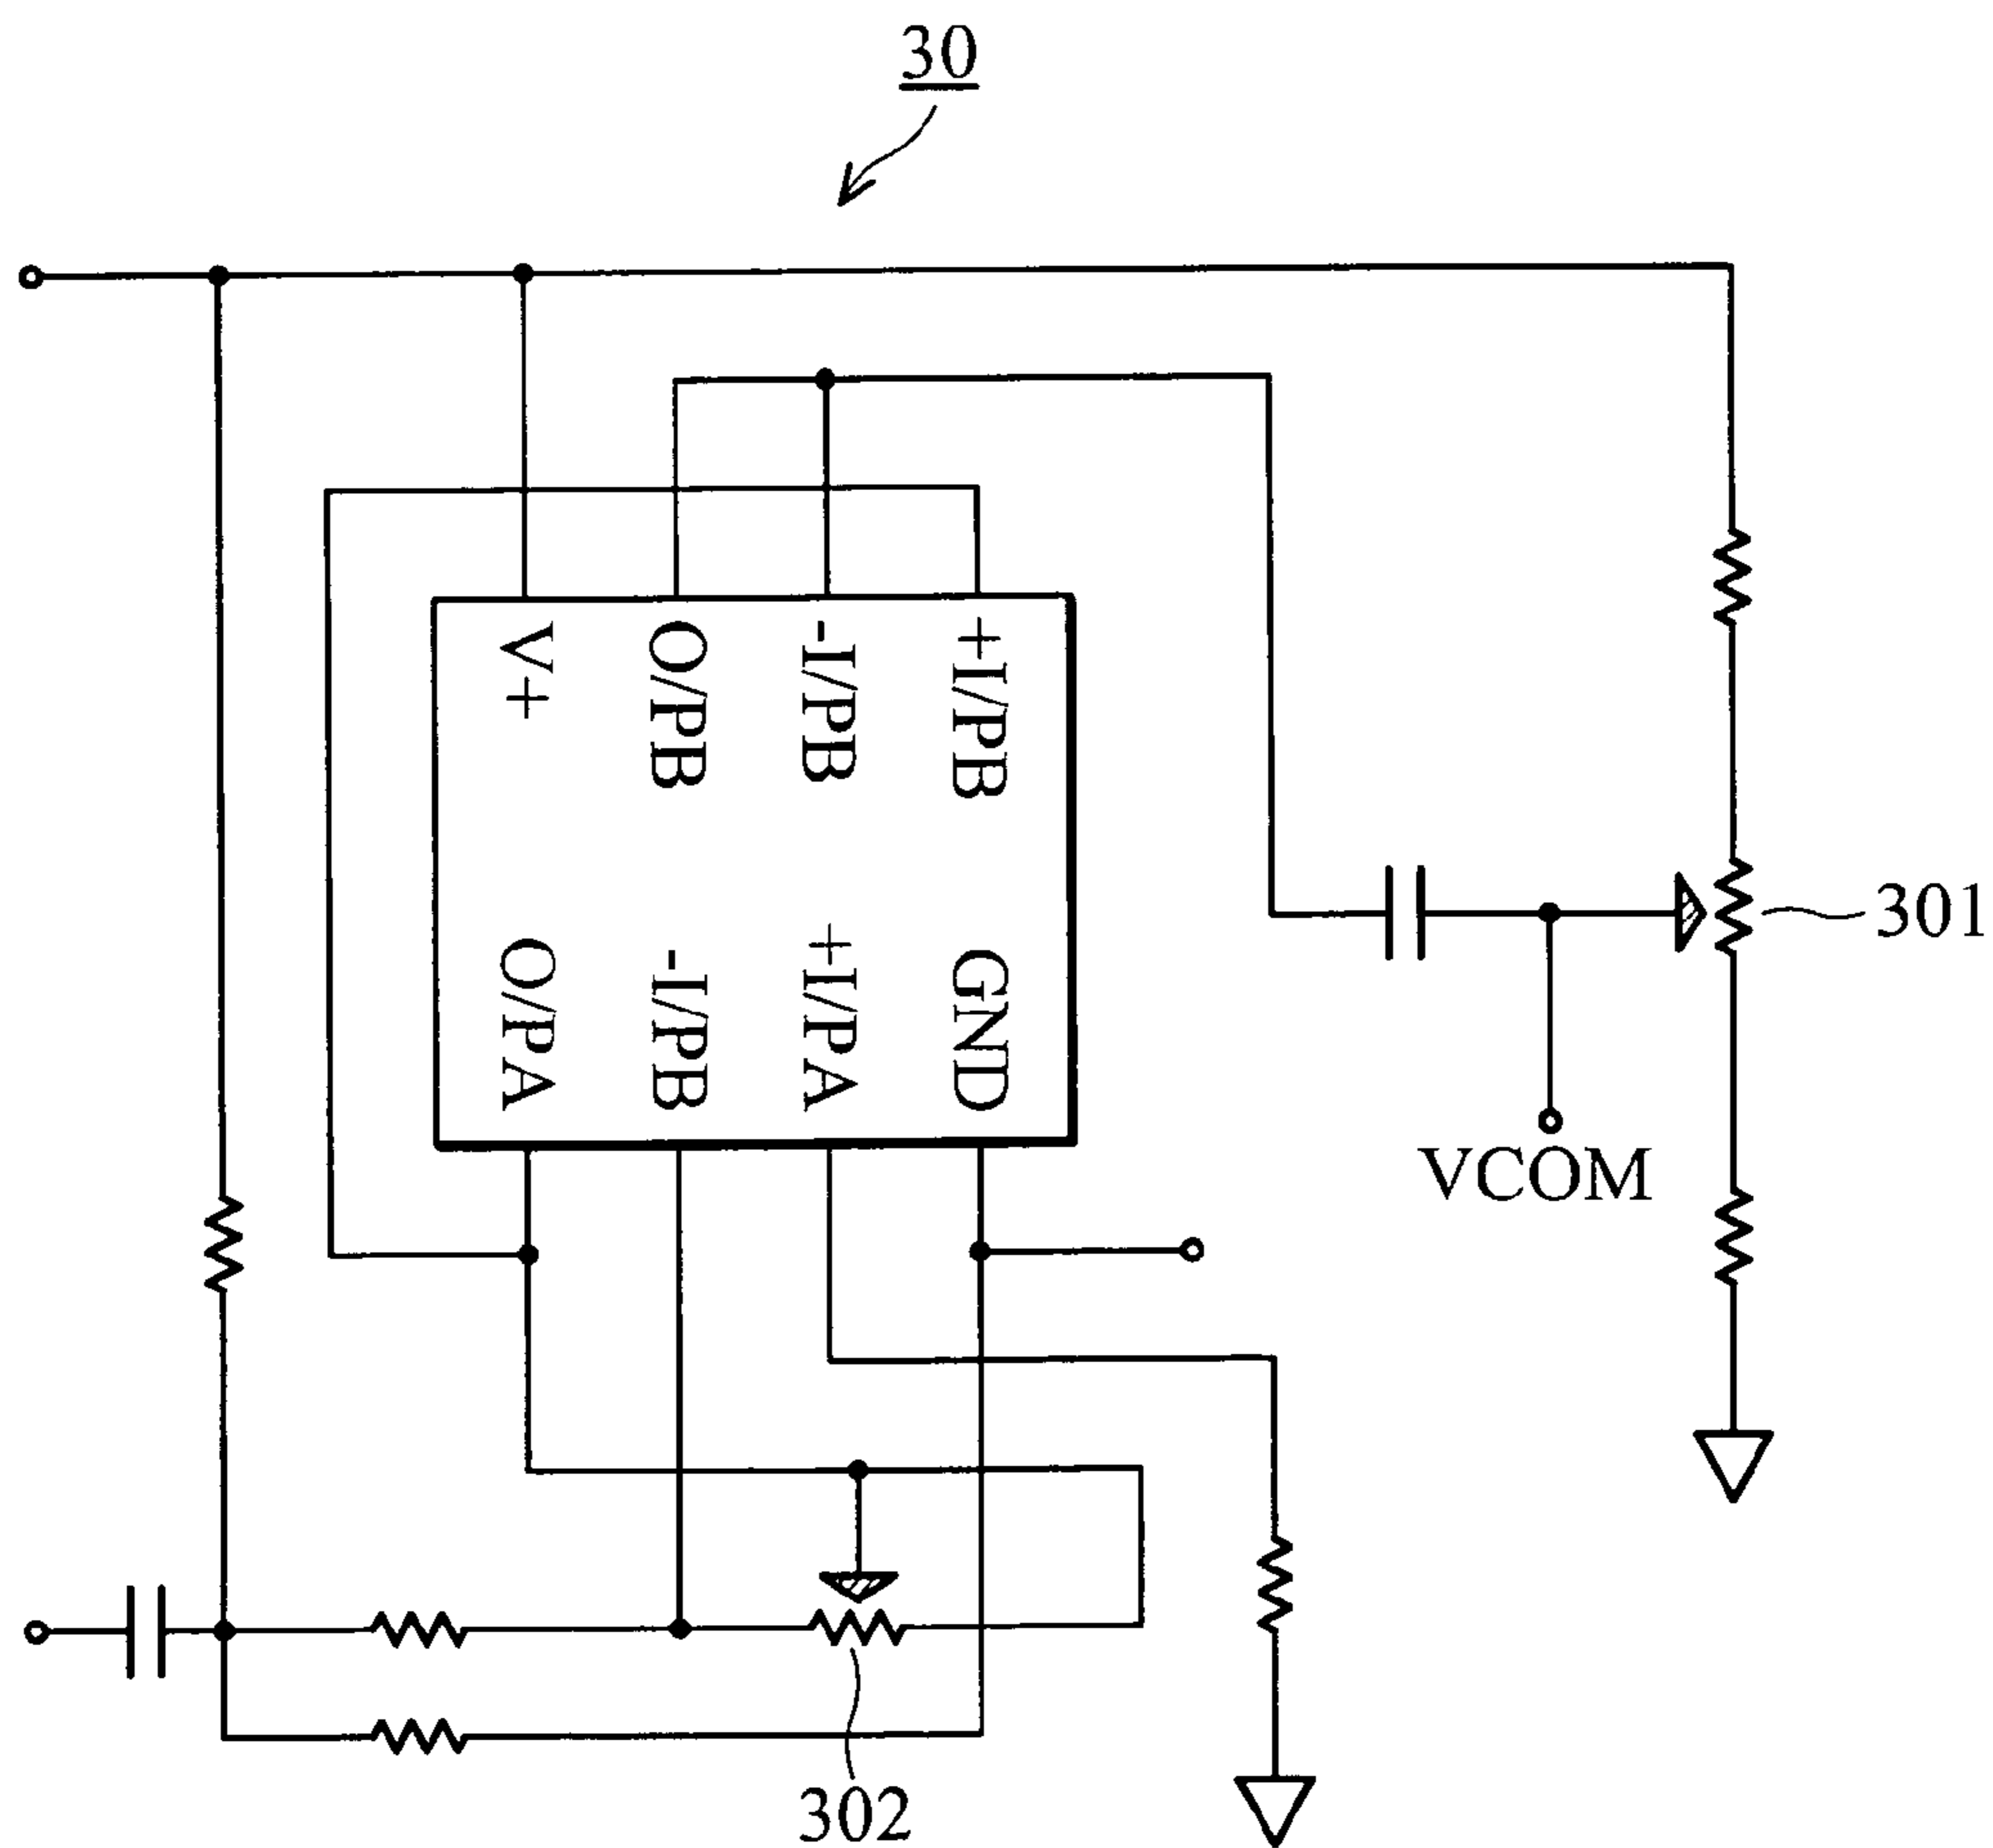 30
V+
O/PB
-I/PB
+I/PB
O/PA
-I/PB
+I/PA
GND
301
VCOM
302